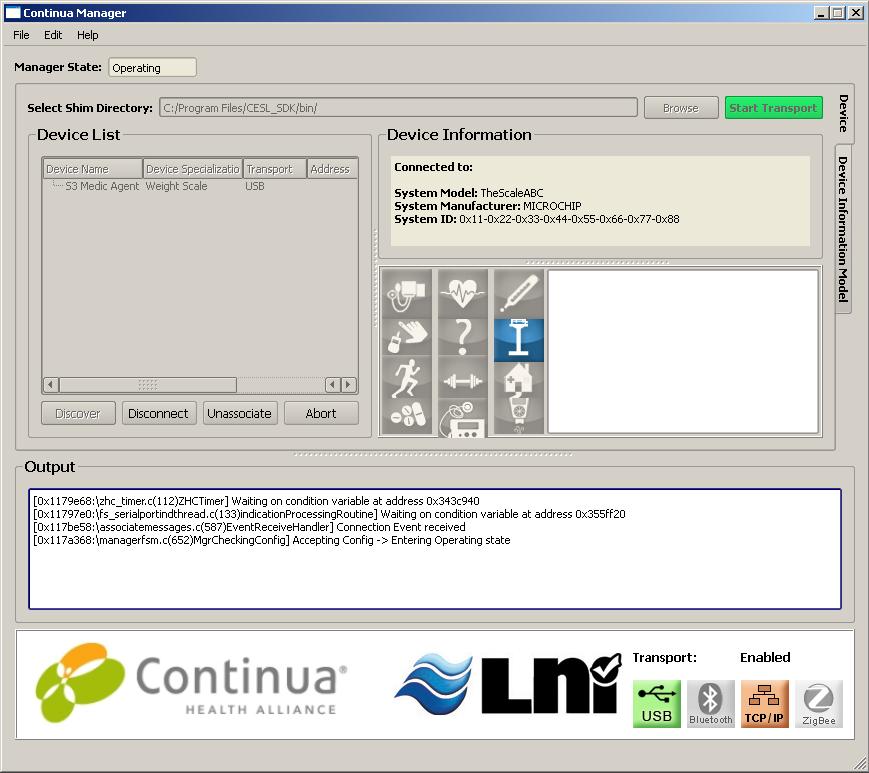 Continua Manager
File Edit Help
Manager State: Operating
Select Shim Directory: C:/Program Files/CESL_SDK/bin/ Browse Start Transport
Device
Device Information Model
Device List
Device Name Device Specializatio Transport Address
S3 Medic Agent Weight Scale USB
Discover Disconnect Unassociate Abort
Device Information
Connected to:
System Model: TheScaleABC
System Manufacturer: MICROCHIP
System ID: 0x11-0x22-0x33-0x44-0x55-0x66-0x77-0x88
?
Output
[0x1179e68:\zhc_timer.c(112)ZHCTimer] Waiting on condition variable at address 0x343c940
[0x11797e0:\fs_serialportindthread.c(133)indicationProcessingRoutine] Waiting on condition variable at address 0x355ff20
[0x117be58:\associatemessages.c(587)EventReceiveHandler] Connection Event received
[0x117a368:\managerfsm.c(652)MgrCheckingConfig] Accepting Config -> Entering Operating state
Continua®
HEALTH ALLIANCE
Lni
Transport: Enabled
USB Bluetooth TCP/IP ZigBee